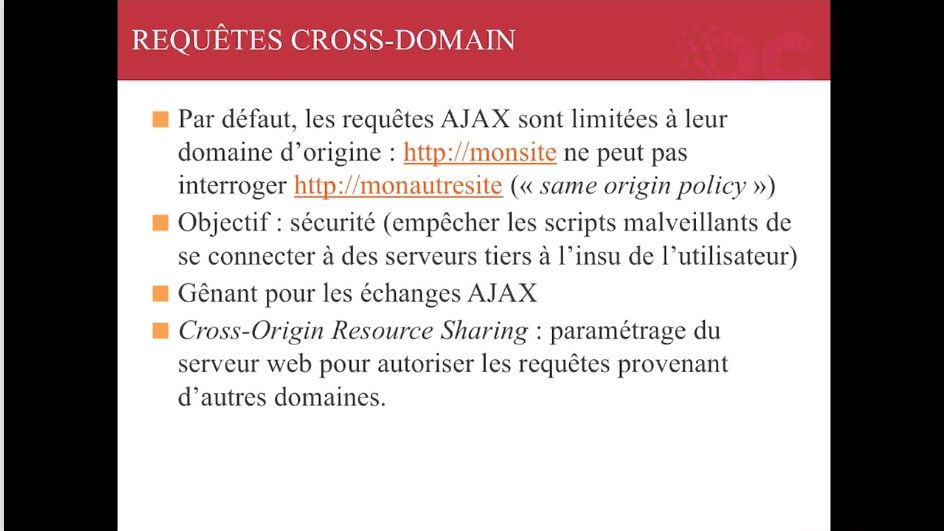 REQUÊTES CROSS-DOMAIN
Par défaut, les requêtes AJAX sont limitées à leur
domaine d’origine : http://monsite ne peut pas
interroger http://monautresite (« same origin policy »)
Objectif : sécurité (empêcher les scripts malveillants de
se connecter à des serveurs tiers à l’insu de l’utilisateur)
Gênant pour les échanges AJAX
Cross-Origin Resource Sharing : paramétrage du
serveur web pour autoriser les requêtes provenant
d’autres domaines.